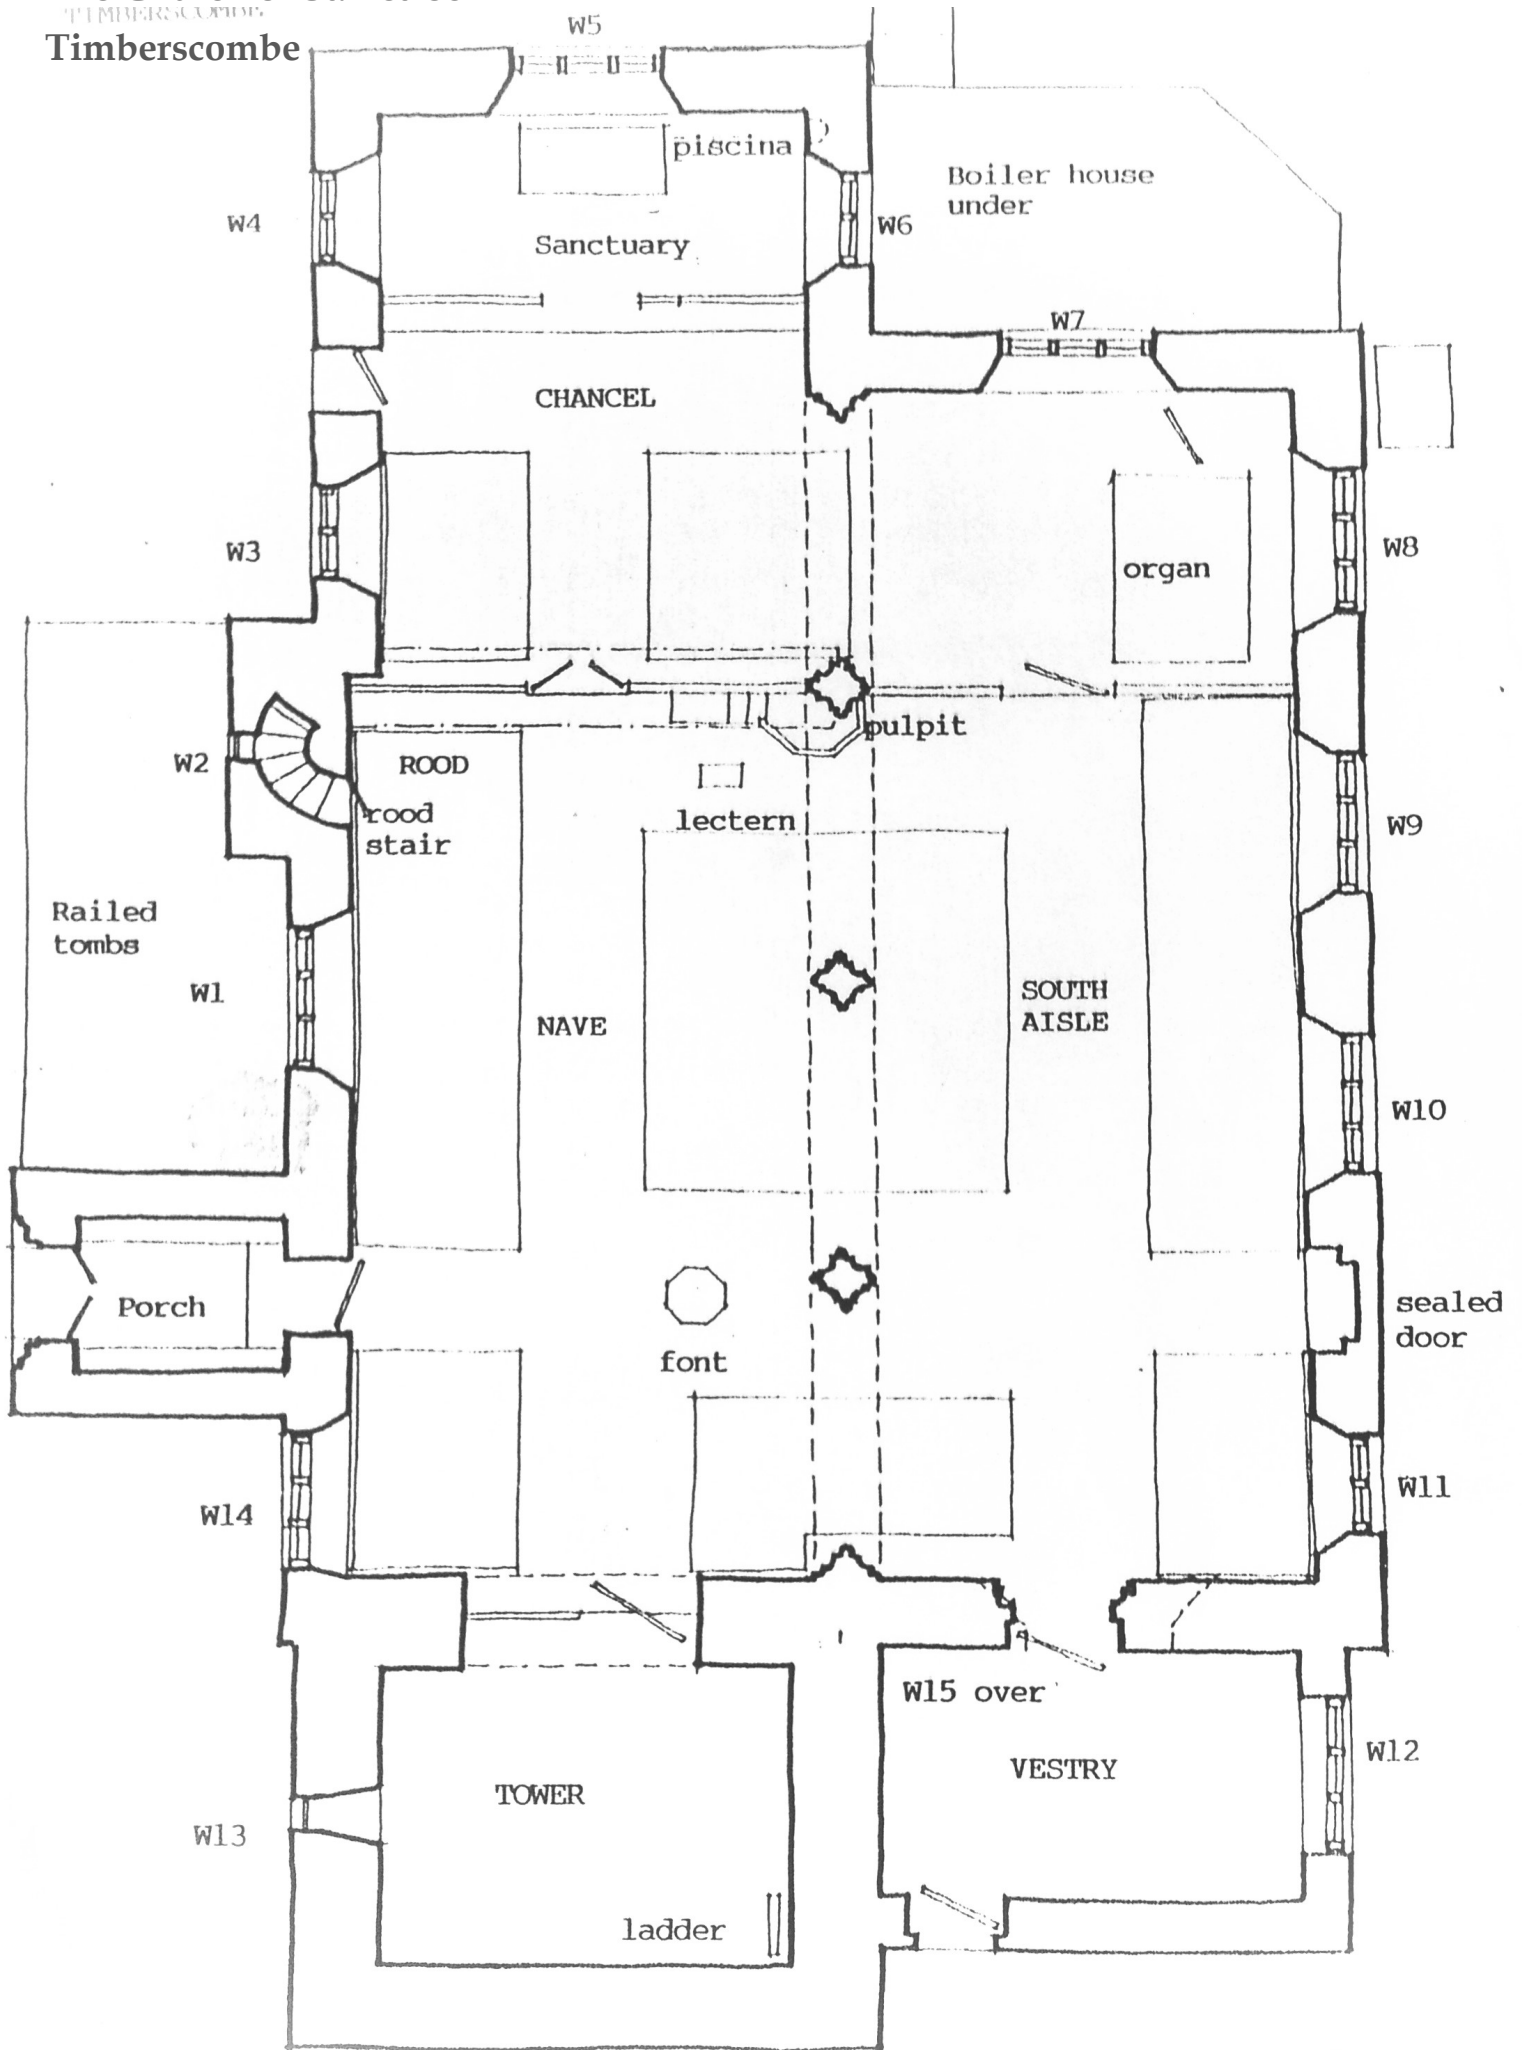 TIMBERSCOMBE
Timberscombe
W5
piscina
Boiler house
under
W4
W6
Sanctuary
W7
CHANCEL
W3
organ
W8
pulpit
W2
ROOD
rood
stair
lectern
W9
Railed
tombs
W1
NAVE
SOUTH
AISLE
W10
Porch
sealed
door
font
W14
W11
W15 over
W12
VESTRY
TOWER
W13
ladder